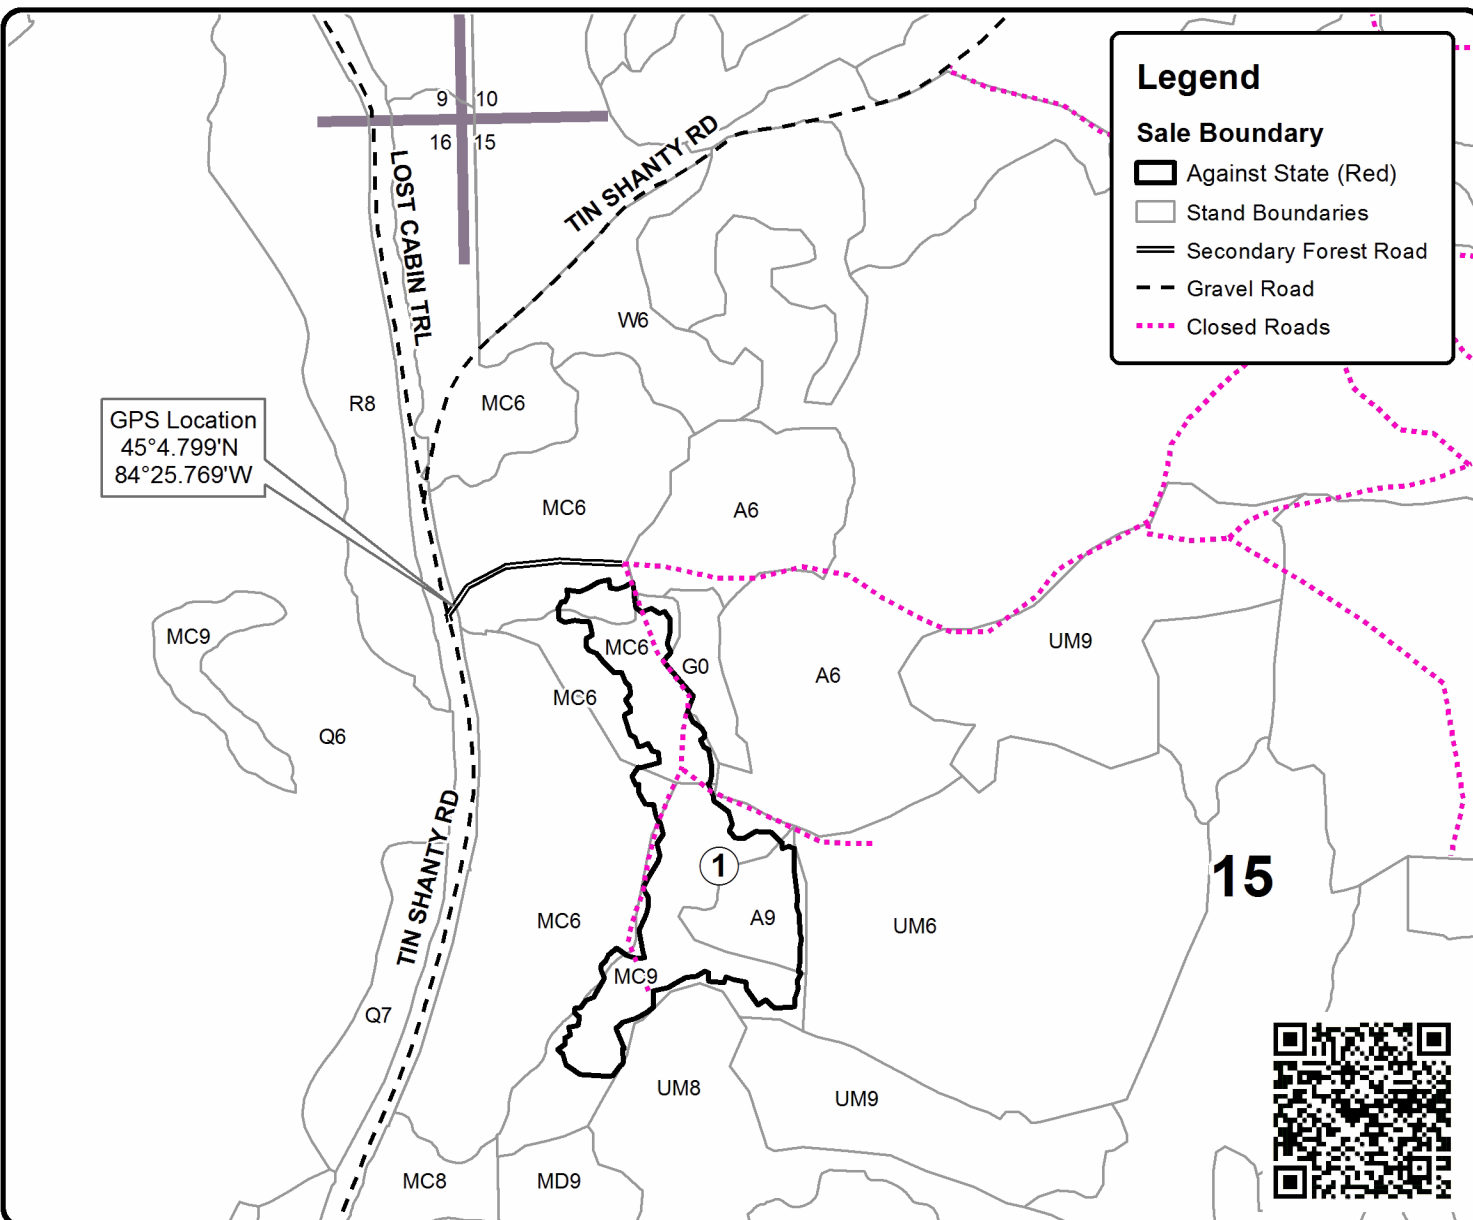 Legend
Sale Boundary
Against State (Red)
Stand Boundaries
Secondary Forest Road
Gravel Road
Closed Roads
9 10
16 15
TIN SHANTY RD
LOST CABIN TRL
W6
R8
MC6
GPS Location
45°4.799'N
84°25.769'W
MC6
A6
MC9
MC6
G0
UM9
A6
MC6
Q6
TIN SHANTY RD
1
15
MC6
A9
UM6
MC9
Q7
UM8
UM9
MC8
MD9